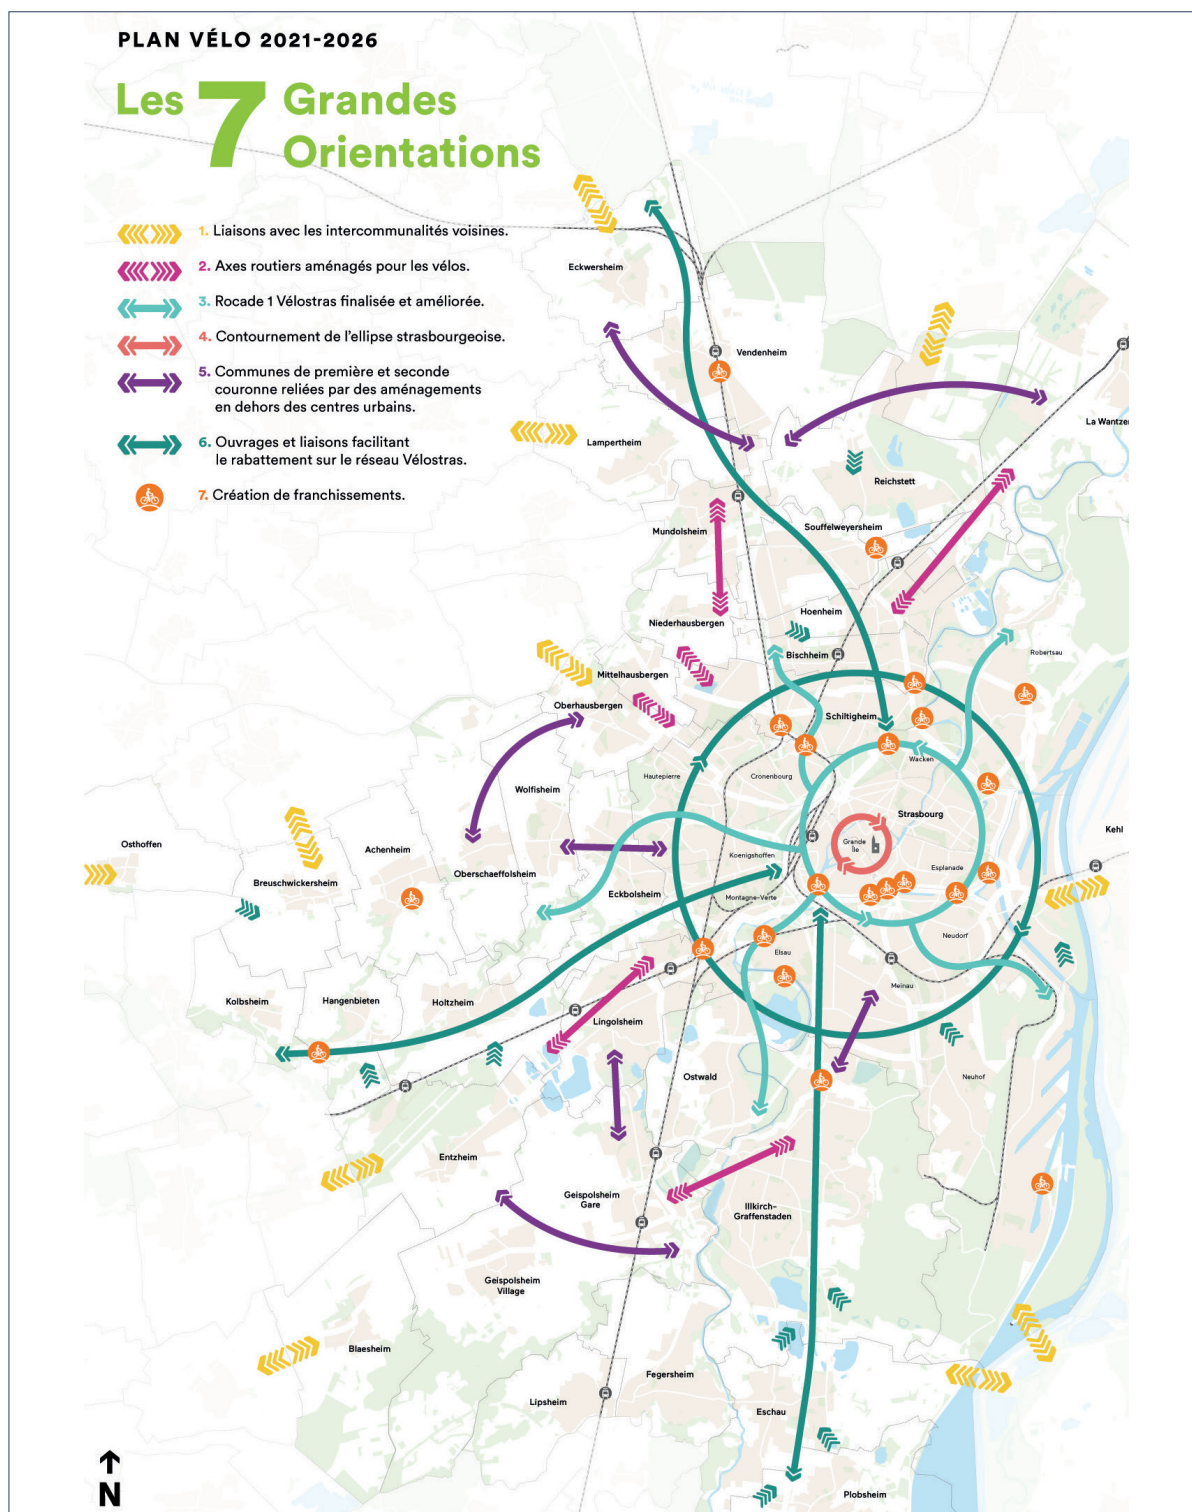 PLAN VÉLO 2021-2026
Les 7 Grandes
Orientations
1. Liaisons avec les intercommunalités voisines.
2. Axes routiers aménagés pour les vélos.
3. Rocade 1 Vélostras finalisée et améliorée.
4. Contournement de l'ellipse strasbourgeoise.
5. Communes de première et seconde
couronne reliées par des aménagements
en dehors des centres urbains.
6. Ouvrages et liaisons facilitant
le rabattement sur le réseau Vélostras.
7. Création de franchissements.
Eckwersheim
Vendenheim
La Wantzen
Lampertheim
Reichstett
Mundolsheim
Souffelweyersheim
Hoenheim
Niederhausbergen
Bischheim
Robertsau
Mittelhausbergen
Oberhausbergen
Schiltigheim
Wacken
Hautepierre
Cronenbourg
Wolfisheim
Strasbourg
Kehl
Osthoffen
Achenheim
Grande
Île
Koenigshoffen
Esplanade
Oberschaeffolsheim
Breuschwickersheim
Eckbolsheim
Montagne-Verte
Neudorf
Elsau
Meinau
Kolbsheim
Hangenbieten
Holtzheim
Lingolsheim
Ostwald
Neuhof
Entzheim
Geispolsheim
Gare
Illkirch-
Graffenstaden
Geispolsheim
Village
Blaesheim
Fegersheim
Lipsheim
Eschau
Plobsheim
N